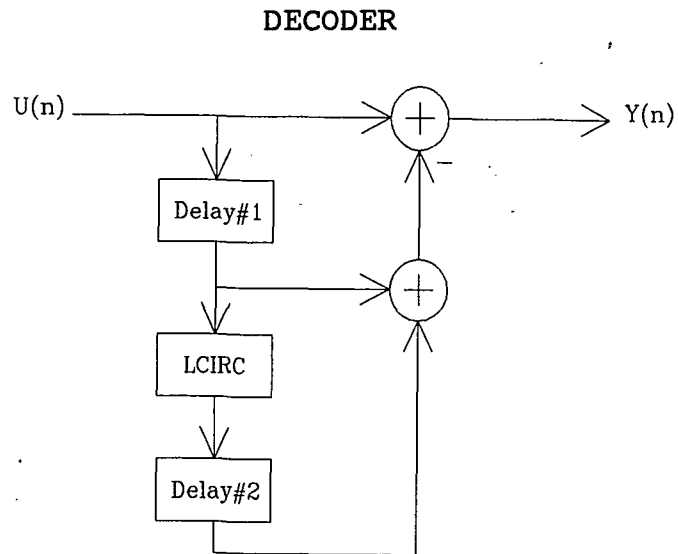 DECODER
U(n)
+
Y(n)
−
Delay#1
+
LCIRC
Delay#2